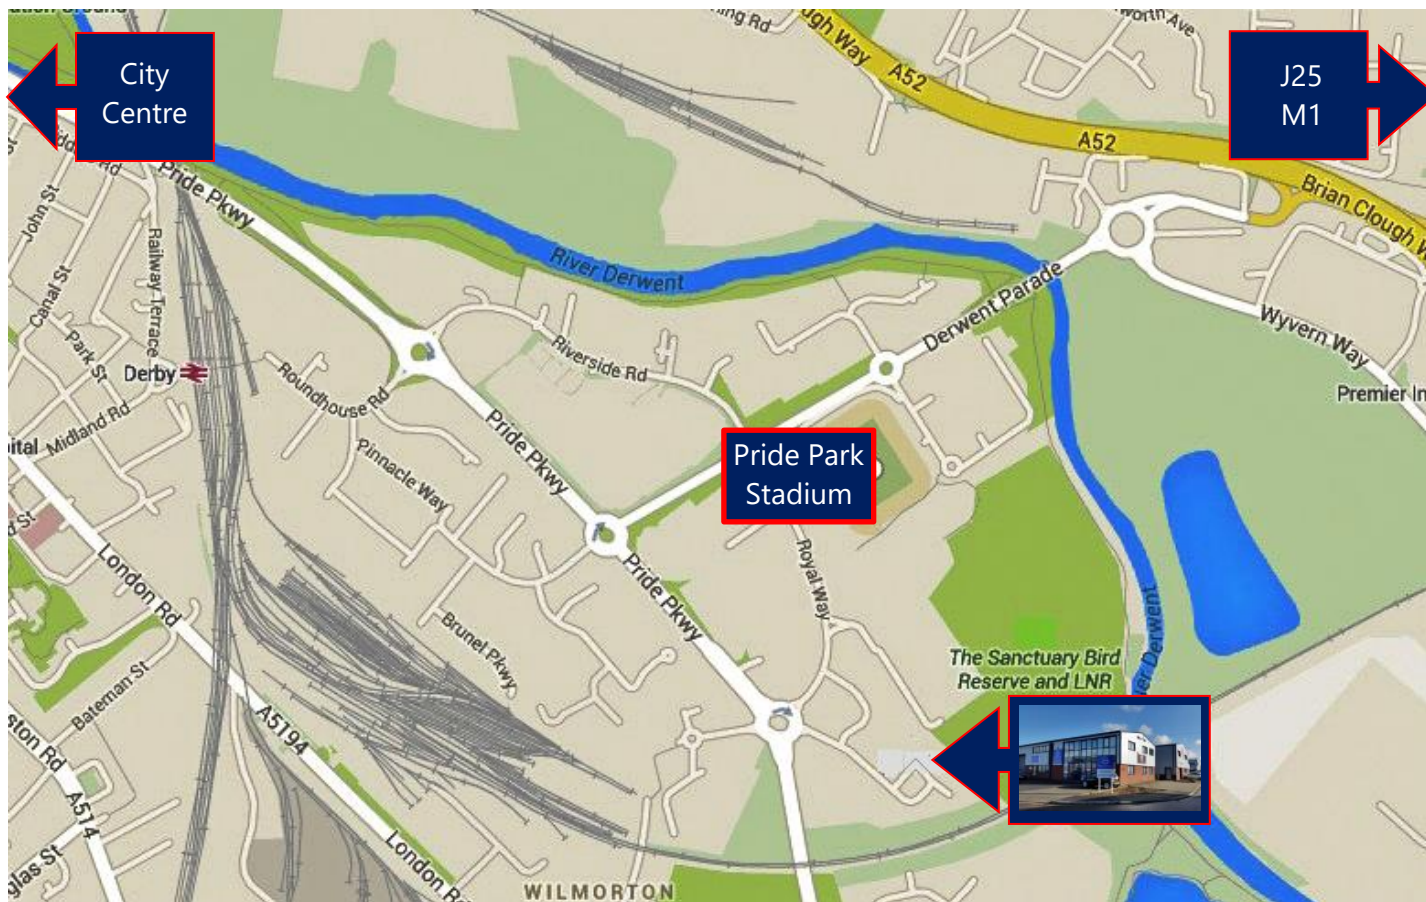 City
Centre
J25
M1
A52
A52
A52
Brian Clough
Pride Pkwy
John St
Canal St
Park St
Railway Terrace
Derby
Midland Rd
Roundhouse Rd
Pinnacle Way
River Derwent
Riverside Rd
Derwent Parade
Wyvern Way
Premier
Pride Pkwy
Pride Park
Stadium
London Rd
Pride Pkwy
Royal Way
Brunel Pkwy
The Sanctuary Bird
Reserve and LNR
Derwent
Bateman St
A5194
A514
London
WILMORTON